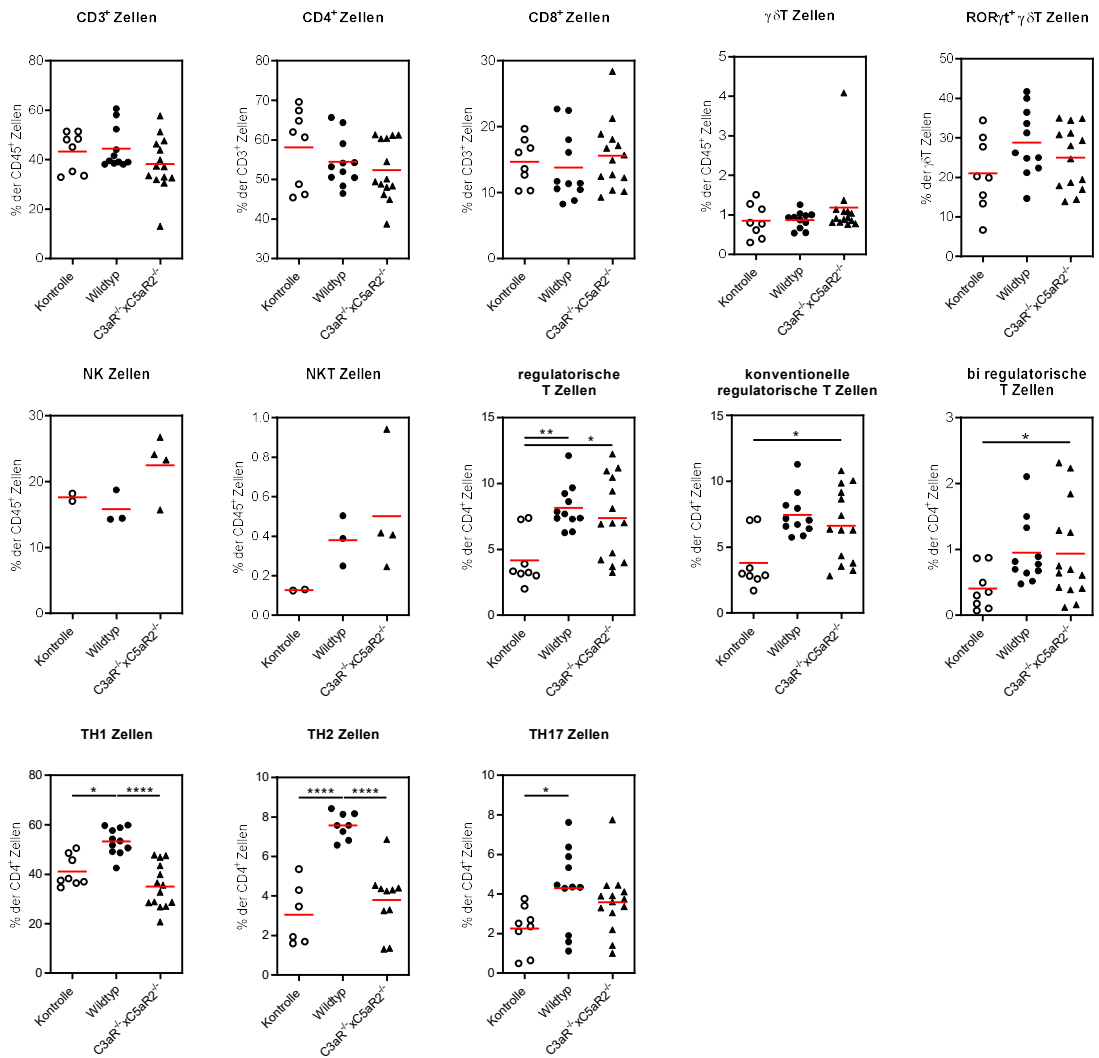 CD3⁺ Zellen
% der CD45⁺ Zellen
80
60
40
20
0
Kontrolle
Wildtyp
C3aR⁻/⁻xC5aR2⁻/⁻
CD4⁺ Zellen
% der CD3⁺ Zellen
80
70
60
50
40
30
Kontrolle
Wildtyp
C3aR⁻/⁻xC5aR2⁻/⁻
CD8⁺ Zellen
% der CD3⁺ Zellen
30
20
10
0
Kontrolle
Wildtyp
C3aR⁻/⁻xC5aR2⁻/⁻
γδT Zellen
% der CD45⁺ Zellen
5
4
3
2
1
0
Kontrolle
Wildtyp
C3aR⁻/⁻xC5aR2⁻/⁻
RORγt⁺ γδT Zellen
% der γδT Zellen
50
40
30
20
10
0
Kontrolle
Wildtyp
C3aR⁻/⁻xC5aR2⁻/⁻
NK Zellen
% der CD45⁺ Zellen
30
20
10
0
Kontrolle
Wildtyp
C3aR⁻/⁻xC5aR2⁻/⁻
NKT Zellen
% der CD45⁺ Zellen
1.0
0.8
0.6
0.4
0.2
0.0
Kontrolle
Wildtyp
C3aR⁻/⁻xC5aR2⁻/⁻
regulatorische
T Zellen
% der CD4⁺ Zellen
15
10
5
0
**
*
Kontrolle
Wildtyp
C3aR⁻/⁻xC5aR2⁻/⁻
konventionelle
regulatorische T Zellen
% der CD4⁺ Zellen
15
10
5
0
*
Kontrolle
Wildtyp
C3aR⁻/⁻xC5aR2⁻/⁻
bi regulatorische
T Zellen
% der CD4⁺ Zellen
3
2
1
0
*
Kontrolle
Wildtyp
C3aR⁻/⁻xC5aR2⁻/⁻
TH1 Zellen
% der CD4⁺ Zellen
80
60
40
20
0
* ****
Kontrolle
Wildtyp
C3aR⁻/⁻xC5aR2⁻/⁻
TH2 Zellen
% der CD4⁺ Zellen
10
8
6
4
2
0
**** ****
Kontrolle
Wildtyp
C3aR⁻/⁻xC5aR2⁻/⁻
TH17 Zellen
% der CD4⁺ Zellen
10
8
6
4
2
0
*
Kontrolle
Wildtyp
C3aR⁻/⁻xC5aR2⁻/⁻